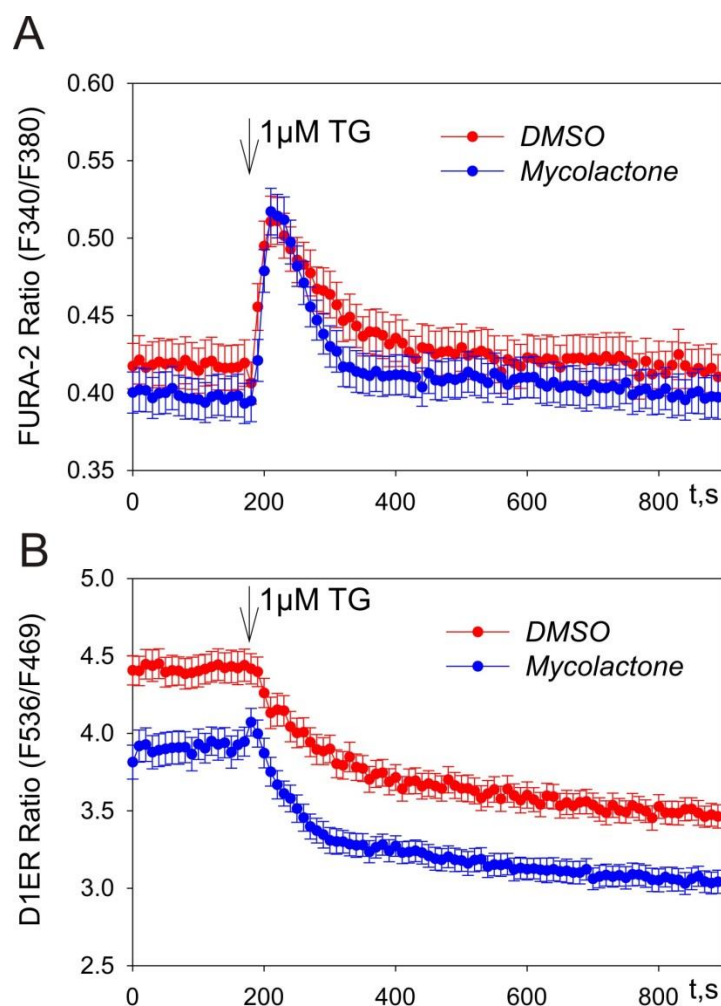 A
0.60
0.55
0.50
0.45
0.40
0.35
FURA-2 Ratio (F340/F380)
1µM TG
DMSO
Mycolactone
0
200
400
600
800
t,s
B
5.0
4.5
4.0
3.5
3.0
2.5
D1ER Ratio (F536/F469)
1µM TG
DMSO
Mycolactone
0
200
400
600
800
t,s